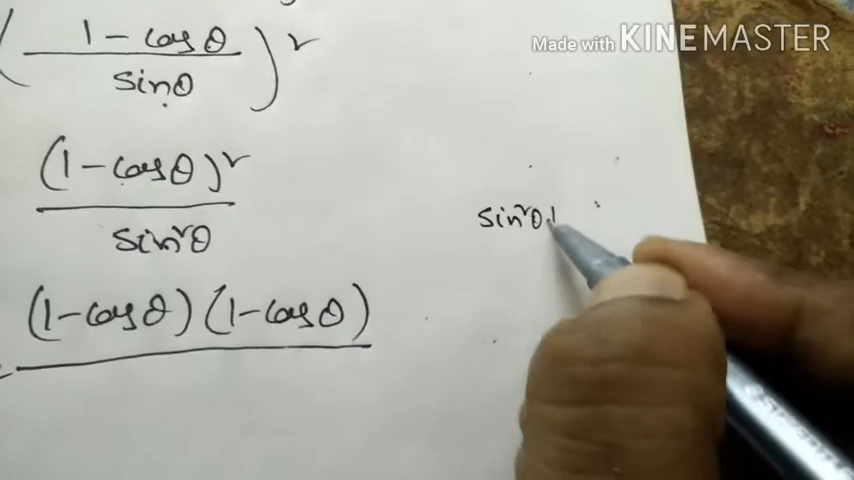 Made with KINEMASTER
(1 - cosθ / sinθ)²
(1 - cosθ)² / sin²θ
sin²θ
= (1 - cosθ)(1 - cosθ)